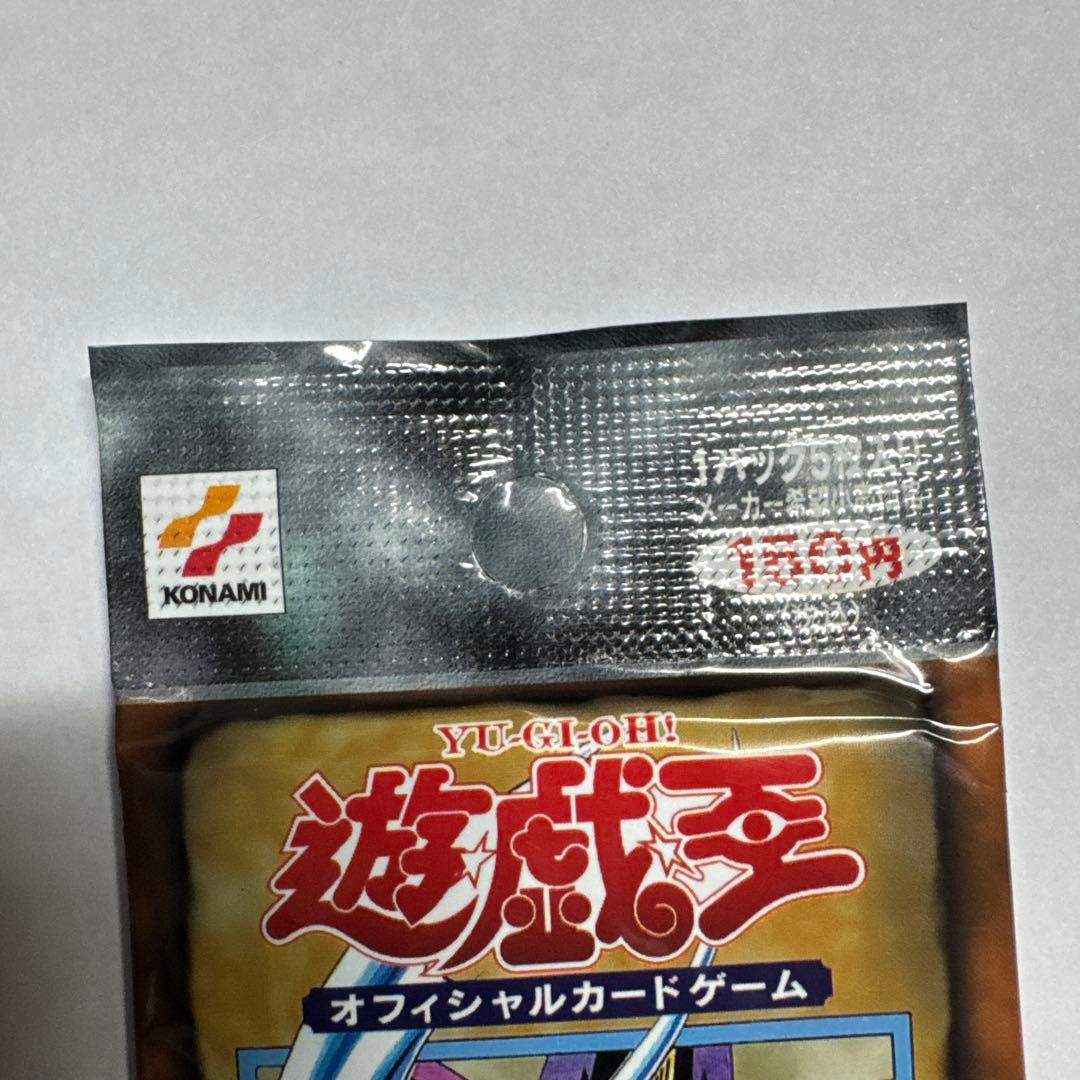 KONAMI
1パック5枚入り
メーカー希望小売価格
150円
YU-GI-OH!
遊戯王
オフィシャルカードゲーム